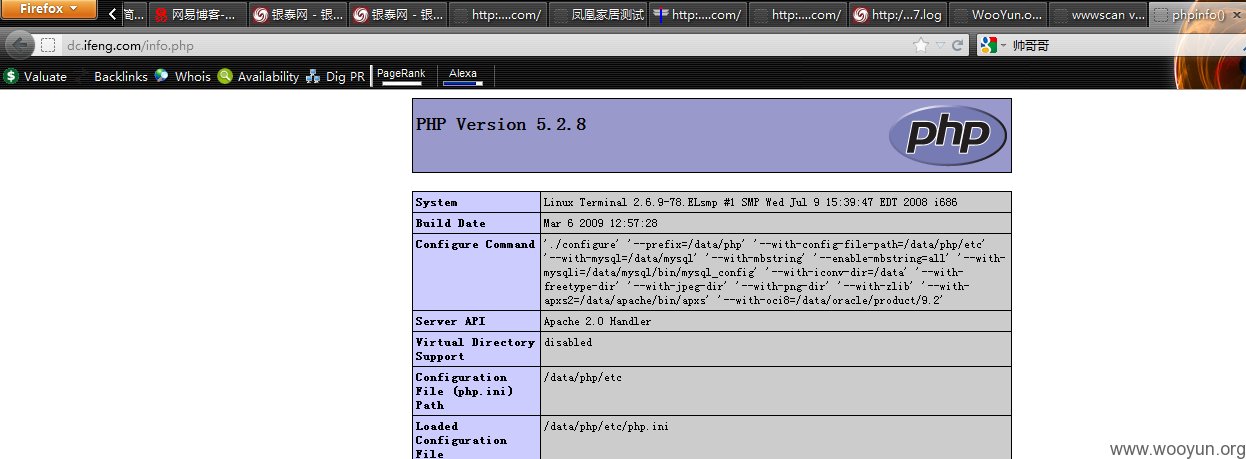 Firefox
简...
网易博客-...
银泰网 - 银...
银泰网 - 银...
http:....com/
凤凰家居测试
http:....com/
http:....com/
http:/...7.log
WooYun.o...
wwwscan v...
phpinfo()
dc.ifeng.com/info.php
帅哥哥
Valuate
Backlinks
Whois
Availability
Dig PR
PageRank
Alexa
PHP Version 5.2.8
php
System
Linux Terminal 2.6.9-78.ELsmp #1 SMP Wed Jul 9 15:39:47 EDT 2008 i686
Build Date
Mar 6 2009 12:57:28
Configure Command
'./configure' '--prefix=/data/php' '--with-config-file-path=/data/php/etc'
'--with-mysql=/data/mysql' '--with-mbstring' '--enable-mbstring=all' '--with-
mysqli=/data/mysql/bin/mysql_config' '--with-iconv-dir=/data' '--with-
freetype-dir' '--with-jpeg-dir' '--with-png-dir' '--with-zlib' '--with-
apxs2=/data/apache/bin/apxs' '--with-oci8=/data/oracle/product/9.2'
Server API
Apache 2.0 Handler
Virtual Directory
Support
disabled
Configuration
File (php.ini)
Path
/data/php/etc
Loaded
Configuration
File
/data/php/etc/php.ini
www.wooyun.org